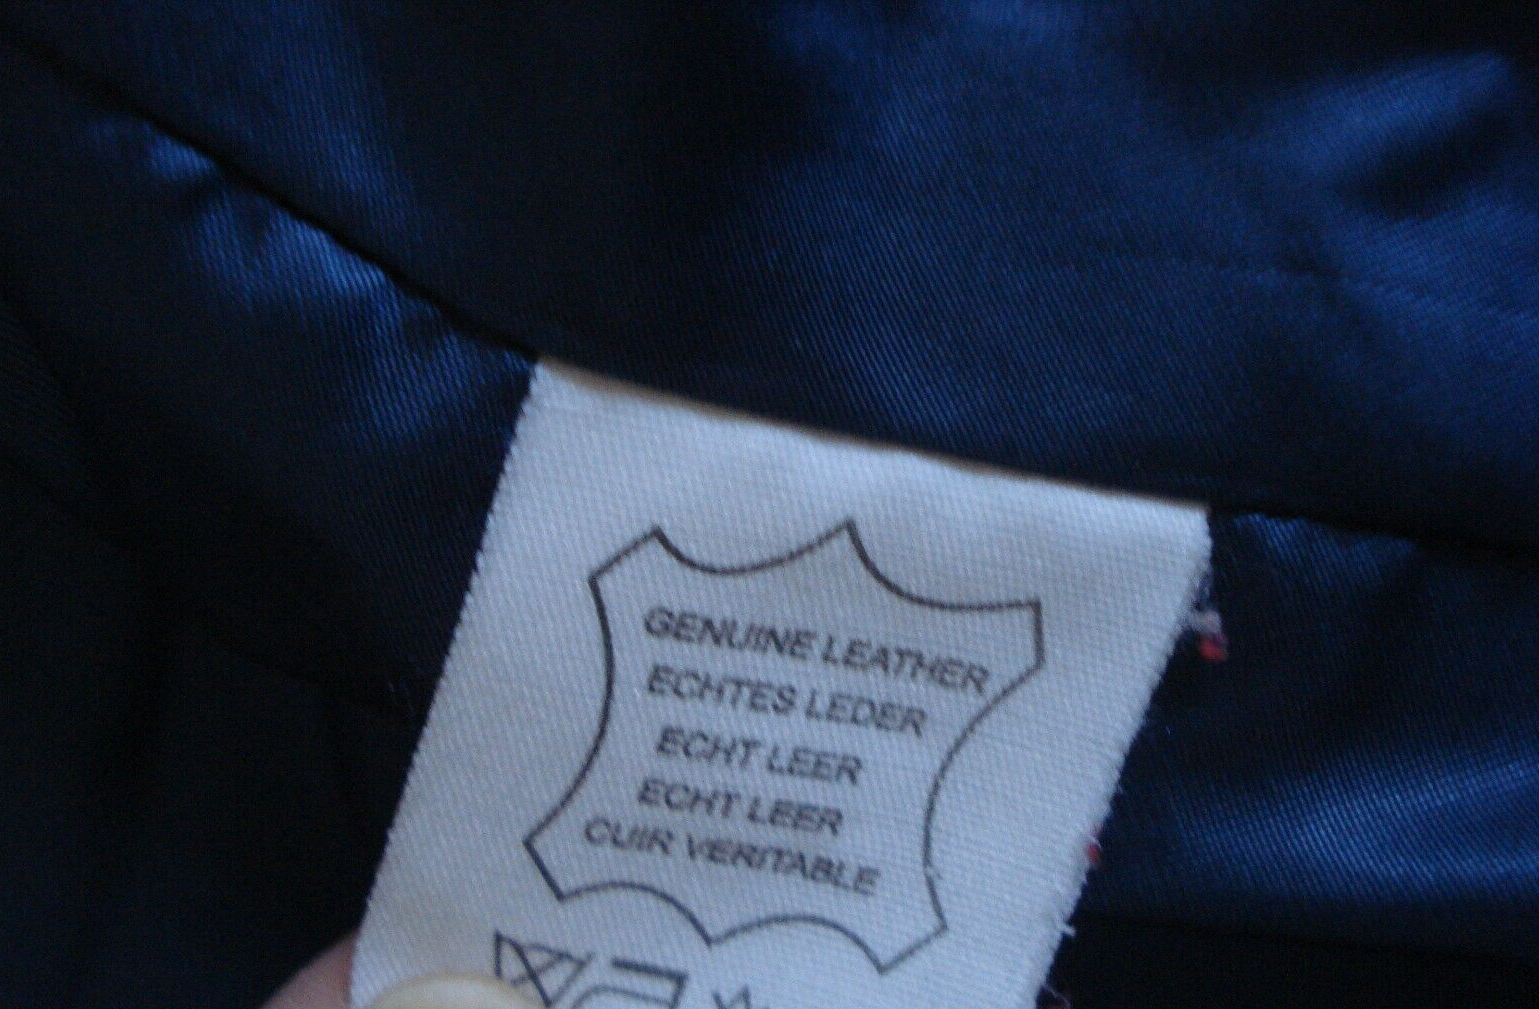 GENUINE LEATHER
ECHTES LEDER
ECHT LEER
ECHT LEER
CUIR VERITABLE